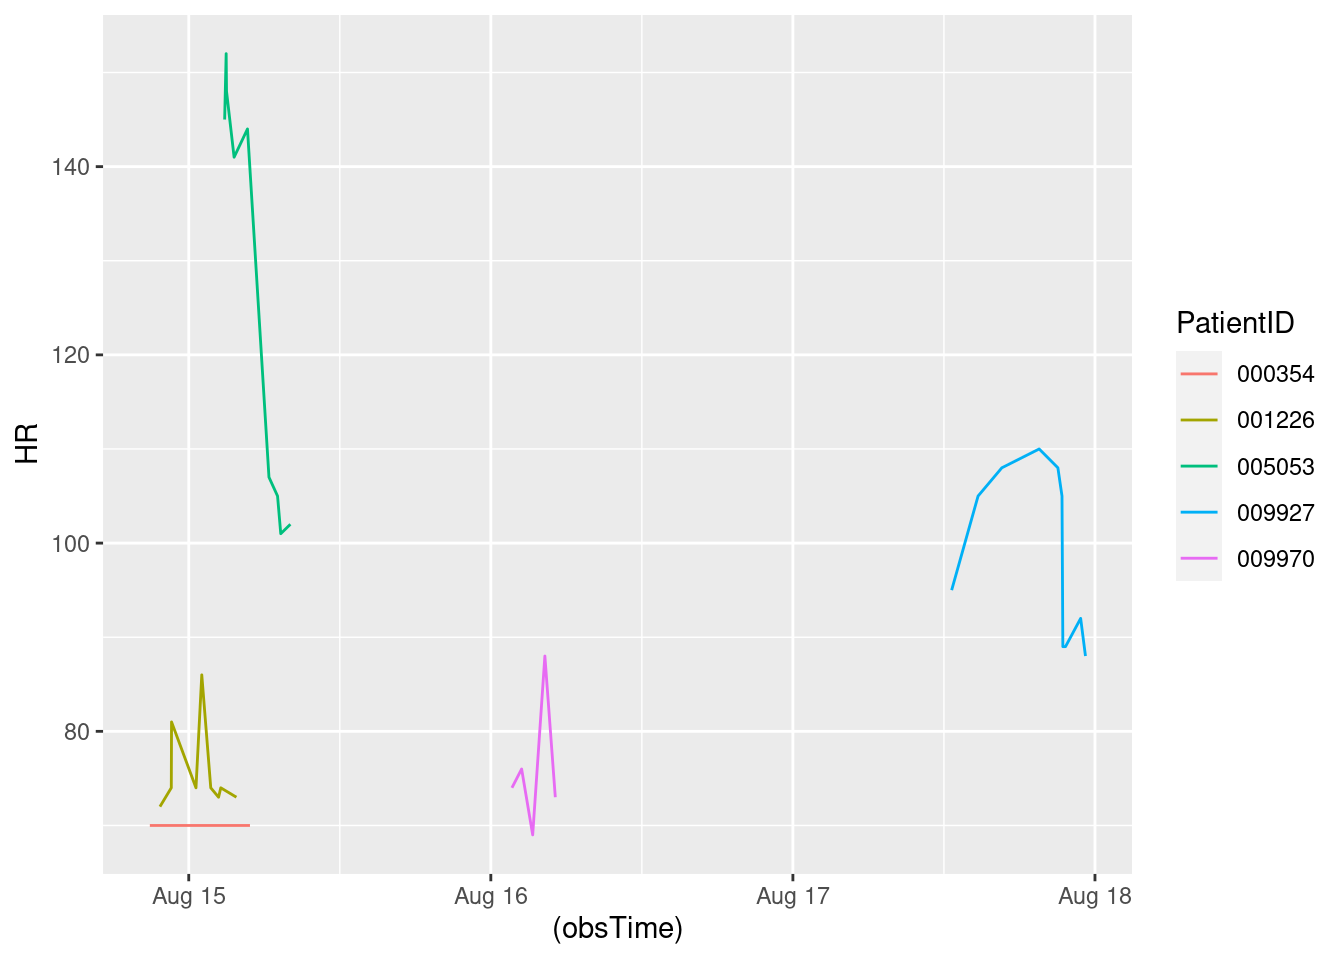 HR
140
120
100
80
Aug 15
Aug 16
Aug 17
Aug 18
(obsTime)
PatientID
000354
001226
005053
009927
009970